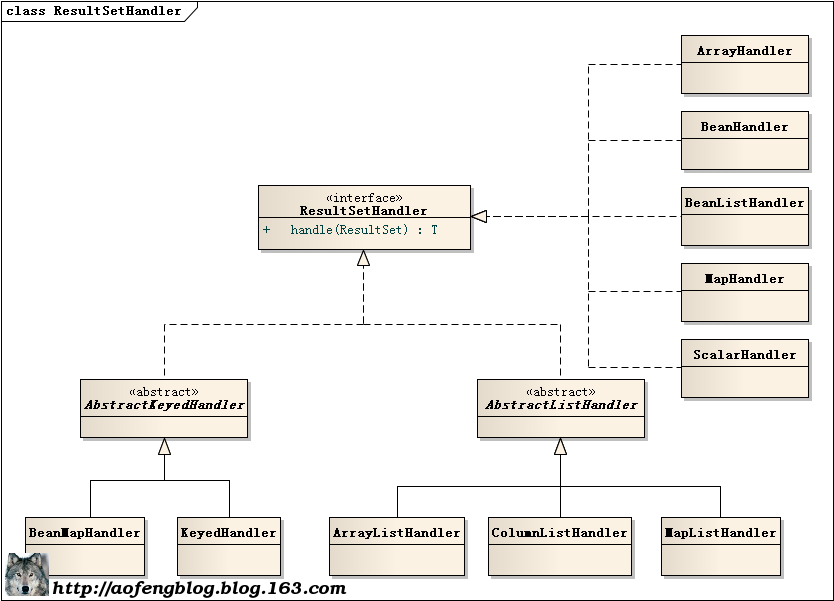 class ResultSetHandler
ArrayHandler
BeanHandler
«interface»
ResultSetHandler
+ handle(ResultSet) : T
BeanListHandler
MapHandler
ScalarHandler
«abstract»
AbstractKeyedHandler
«abstract»
AbstractListHandler
BeanMapHandler
KeyedHandler
ArrayListHandler
ColumnListHandler
MapListHandler
http://aofengblog.blog.163.com